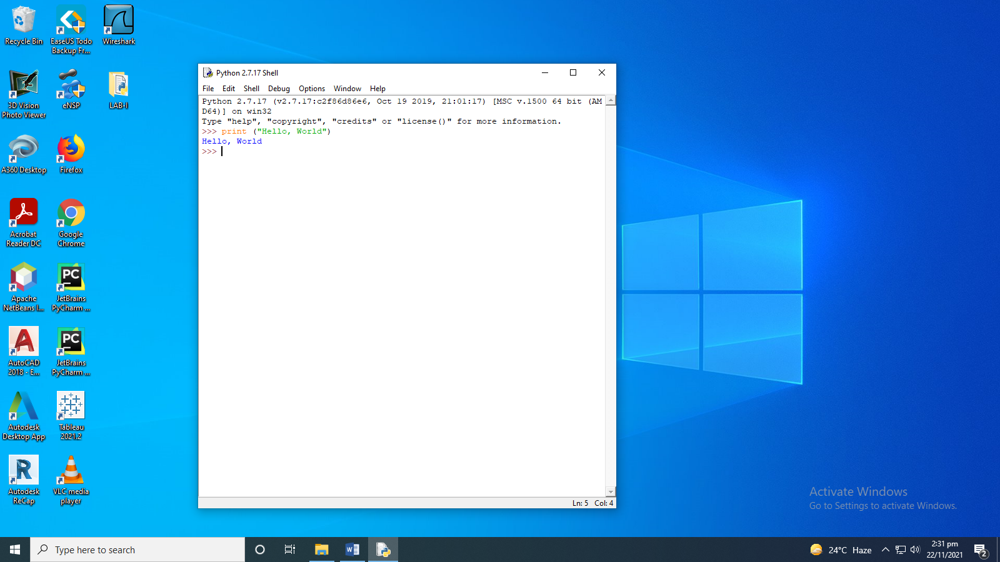 Recycle Bin
EaseUS Todo
Backup Fr...
Wireshark
3D Vision
Photo Viewer
eNSP
LAB-I
A360 Desktop
Firefox
Acrobat
Reader DC
Google
Chrome
Apache
NetBeans I...
JetBrains
PyCharm ...
AutoCAD
2018 - E...
JetBrains
PyCharm ...
Autodesk
Desktop App
Tableau
2021.2
Autodesk
ReCap
VLC media
player
Python 2.7.17 Shell
File Edit Shell Debug Options Window Help
Python 2.7.17 (v2.7.17:c2f86d86e6, Oct 19 2019, 21:01:17) [MSC v.1500 64 bit (AM
D64)] on win32
Type "help", "copyright", "credits" or "license()" for more information.
>>> print ("Hello, World")
Hello, World
>>>
Ln: 5 Col: 4
Activate Windows
Go to Settings to activate Windows.
Type here to search
24°C Haze
2:31 pm
22/11/2021
2